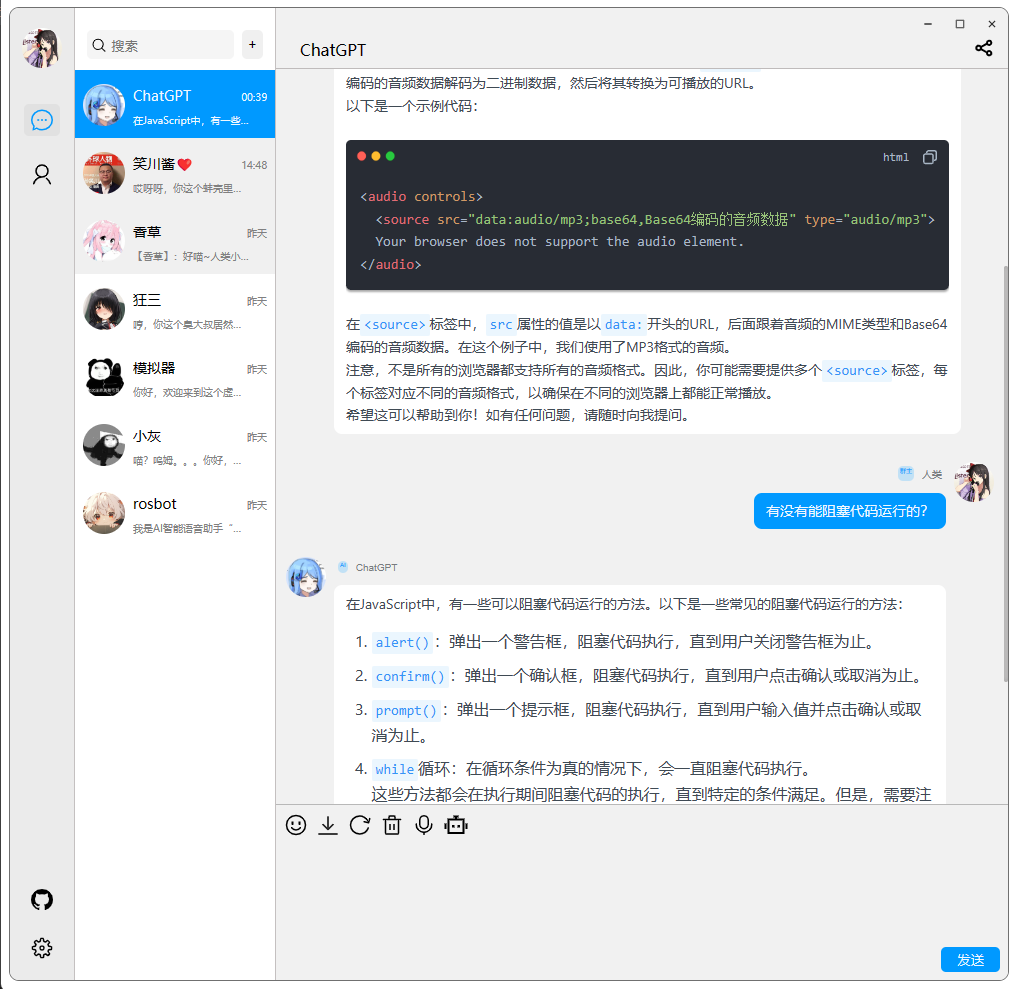 搜索
+
ChatGPT
ChatGPT
00:39
在JavaScript中，有一些...
笑川酱❤️
14:48
哎呀呀，你这个蚌壳里...
香草
昨天
【香草】：好喵~人类小...
狂三
昨天
哼，你这个臭大叔居然...
模拟器
昨天
你好，欢迎来到这个虚...
小灰
昨天
喵？呜姆。。。你好，...
rosbot
昨天
我是AI智能语音助手“...
编码的音频数据解码为二进制数据，然后将其转换为可播放的URL。
以下是一个示例代码：
html
<audio controls>
<source src="data:audio/mp3;base64,Base64编码的音频数据" type="audio/mp3">
Your browser does not support the audio element.
</audio>
在<source>标签中，src属性的值是以data:开头的URL，后面跟着音频的MIME类型和Base64
编码的音频数据。在这个例子中，我们使用了MP3格式的音频。
注意，不是所有的浏览器都支持所有的音频格式。因此，你可能需要提供多个<source>标签，每
个标签对应不同的音频格式，以确保在不同的浏览器上都能正常播放。
希望这可以帮助到你！如有任何问题，请随时向我提问。
人类
有没有能阻塞代码运行的？
ChatGPT
在JavaScript中，有一些可以阻塞代码运行的方法。以下是一些常见的阻塞代码运行的方法：
1. alert()：弹出一个警告框，阻塞代码执行，直到用户关闭警告框为止。
2. confirm()：弹出一个确认框，阻塞代码执行，直到用户点击确认或取消为止。
3. prompt()：弹出一个提示框，阻塞代码执行，直到用户输入值并点击确认或取
消为止。
4. while循环：在循环条件为真的情况下，会一直阻塞代码执行。
这些方法都会在执行期间阻塞代码的执行，直到特定的条件满足。但是，需要注
发送